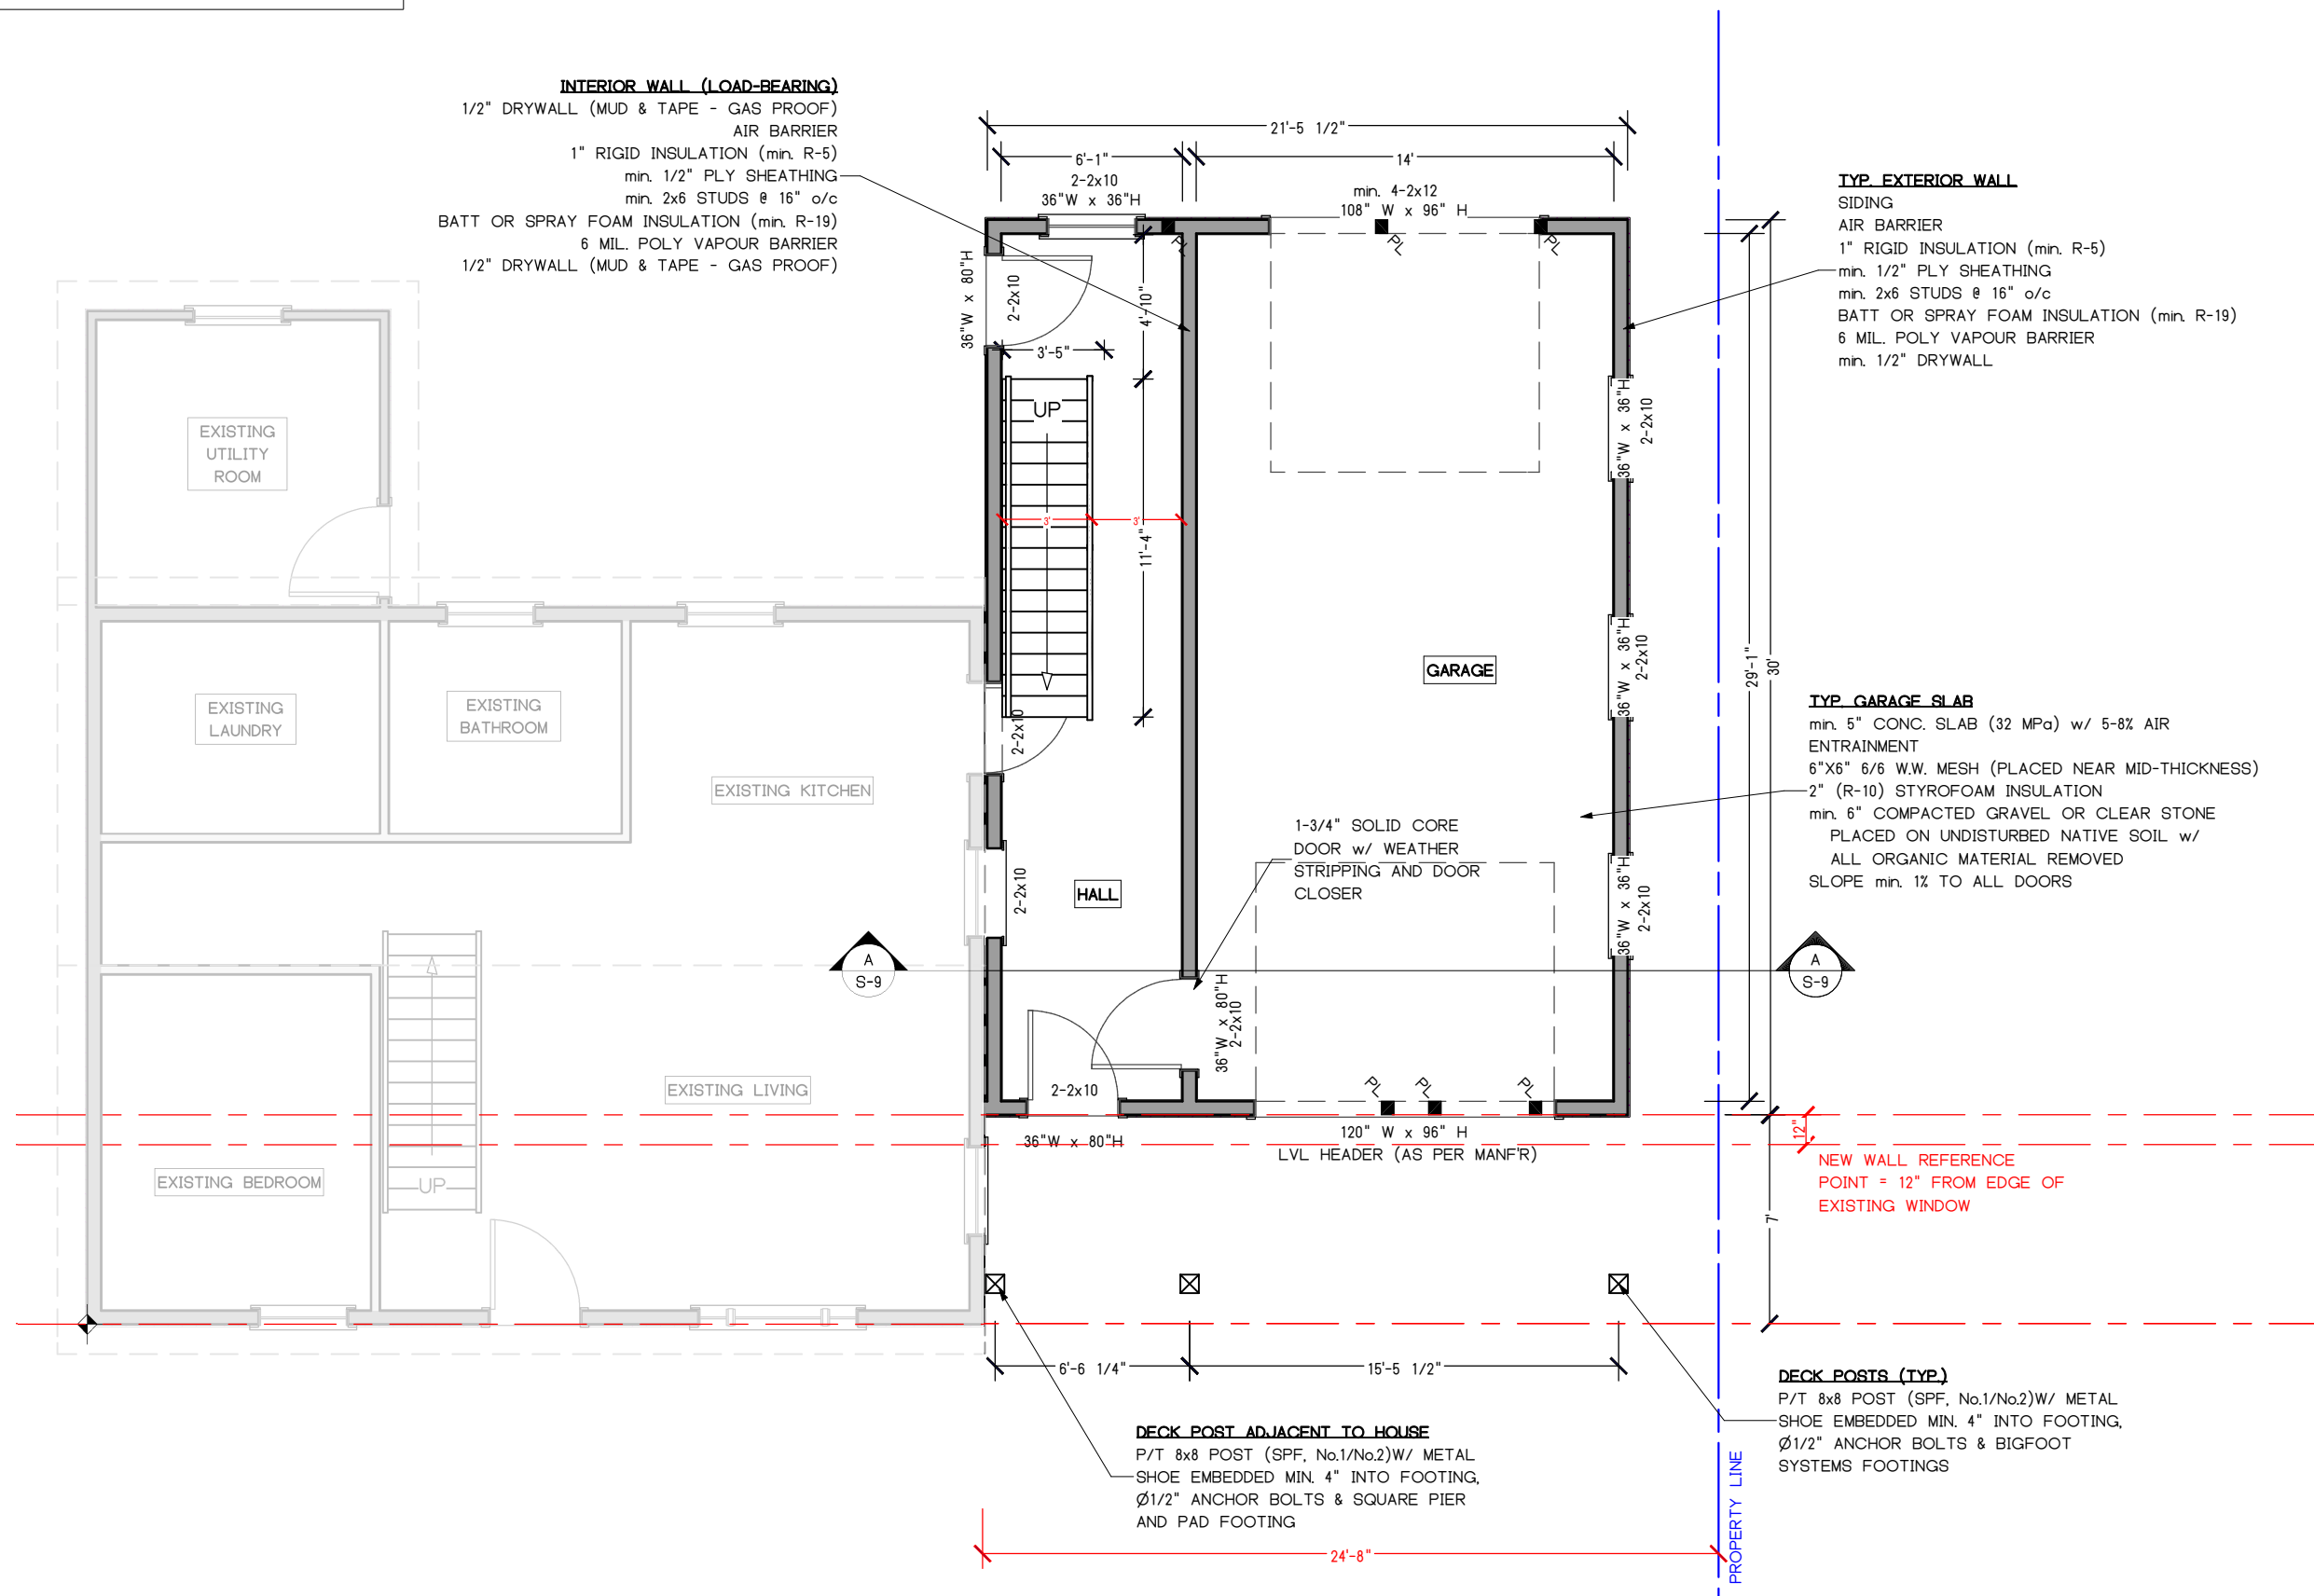 INTERIOR WALL (LOAD-BEARING)
1/2" DRYWALL (MUD & TAPE - GAS PROOF)
AIR BARRIER
1" RIGID INSULATION (min. R-5)
min. 1/2" PLY SHEATHING
min. 2x6 STUDS @ 16" o/c
BATT OR SPRAY FOAM INSULATION (min. R-19)
6 MIL. POLY VAPOUR BARRIER
1/2" DRYWALL (MUD & TAPE - GAS PROOF)
21'-5 1/2"
6'-1"
14'
2-2x10
36"W x 36"H
min. 4-2x12
108" W x 96" H
PL
PL
PL
TYP. EXTERIOR WALL
SIDING
AIR BARRIER
1" RIGID INSULATION (min. R-5)
min. 1/2" PLY SHEATHING
min. 2x6 STUDS @ 16" o/c
BATT OR SPRAY FOAM INSULATION (min. R-19)
6 MIL. POLY VAPOUR BARRIER
min. 1/2" DRYWALL
36"W x 80"H
2-2x10
4'-10"
3'-5"
UP
3'
3'
11'-4"
36"W x 36"H
2-2x10
36"W x 36"H
2-2x10
36"W x 36"H
2-2x10
29'-1"
30'
EXISTING
UTILITY
ROOM
EXISTING
LAUNDRY
EXISTING
BATHROOM
EXISTING KITCHEN
2-2x10
2-2x10
HALL
GARAGE
1-3/4" SOLID CORE
DOOR w/ WEATHER
STRIPPING AND DOOR
CLOSER
TYP. GARAGE SLAB
min. 5" CONC. SLAB (32 MPa) w/ 5-8% AIR
ENTRAINMENT
6"X6" 6/6 W.W. MESH (PLACED NEAR MID-THICKNESS)
2" (R-10) STYROFOAM INSULATION
min. 6" COMPACTED GRAVEL OR CLEAR STONE
PLACED ON UNDISTURBED NATIVE SOIL w/
ALL ORGANIC MATERIAL REMOVED
SLOPE min. 1% TO ALL DOORS
A
S-9
A
S-9
36"W x 80"H
2-2x10
EXISTING LIVING
2-2x10
36"W x 80"H
PL
PL
PL
120" W x 96" H
LVL HEADER (AS PER MANF'R)
12"
NEW WALL REFERENCE
POINT = 12" FROM EDGE OF
EXISTING WINDOW
7'
EXISTING BEDROOM
UP
6'-6 1/4"
15'-5 1/2"
DECK POST ADJACENT TO HOUSE
P/T 8x8 POST (SPF, No.1/No.2)W/ METAL
SHOE EMBEDDED MIN. 4" INTO FOOTING,
Ø1/2" ANCHOR BOLTS & SQUARE PIER
AND PAD FOOTING
DECK POSTS (TYP.)
P/T 8x8 POST (SPF, No.1/No.2)W/ METAL
SHOE EMBEDDED MIN. 4" INTO FOOTING,
Ø1/2" ANCHOR BOLTS & BIGFOOT
SYSTEMS FOOTINGS
24'-8"
PROPERTY LINE